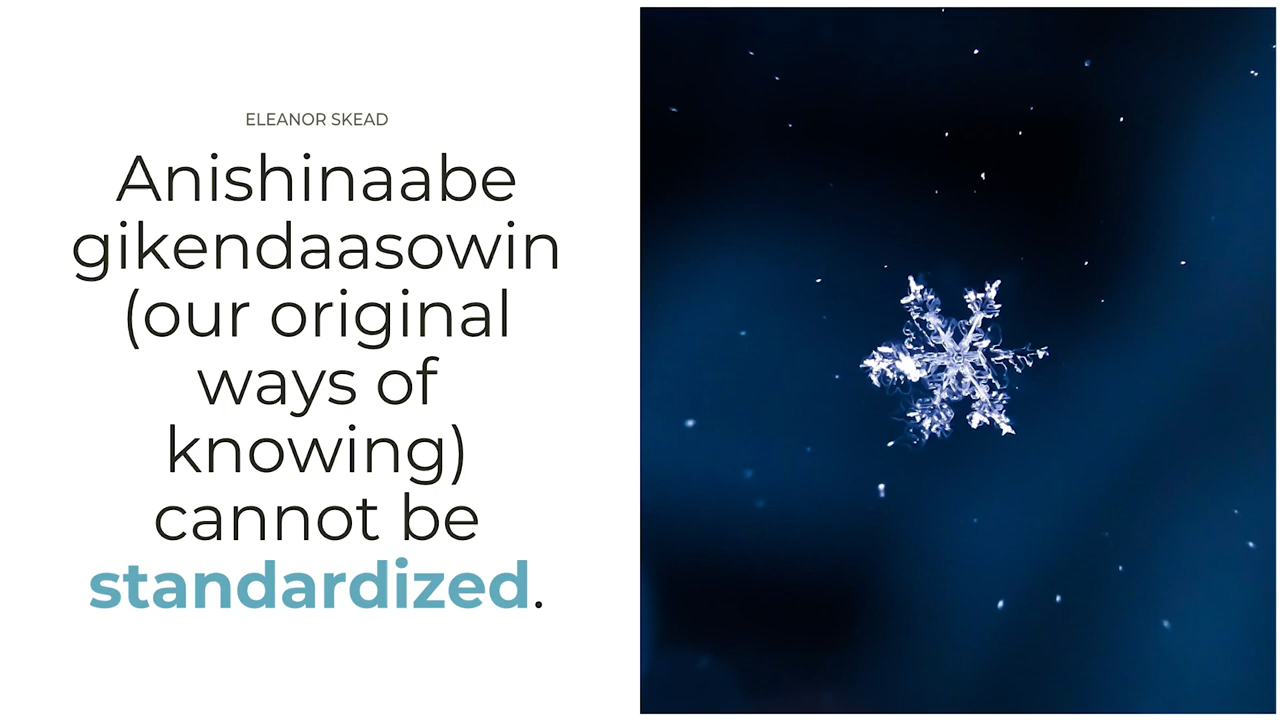 ELEANOR SKEAD
Anishinaabe
gikendaasowin
(our original
ways of
knowing)
cannot be
standardized.